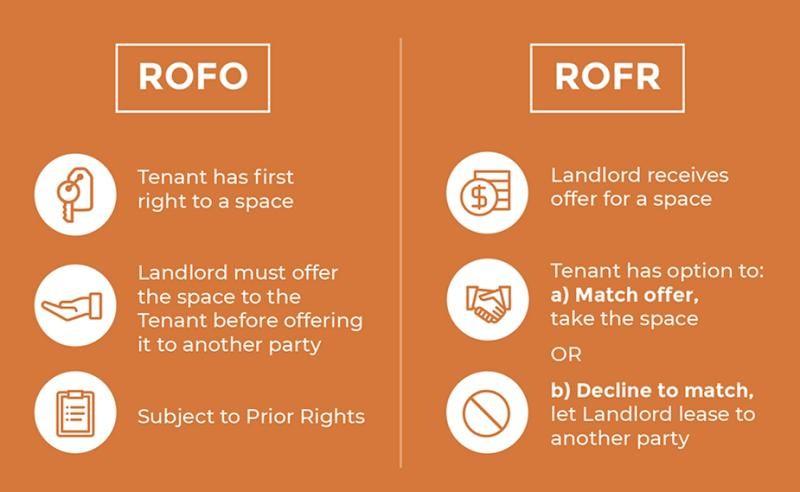 ROFO
Tenant has first
right to a space
Landlord must offer
the space to the
Tenant before offering
it to another party
Subject to Prior Rights
ROFR
Landlord receives
offer for a space
Tenant has option to:
a) Match offer,
take the space
OR
b) Decline to match,
let Landlord lease to
another party